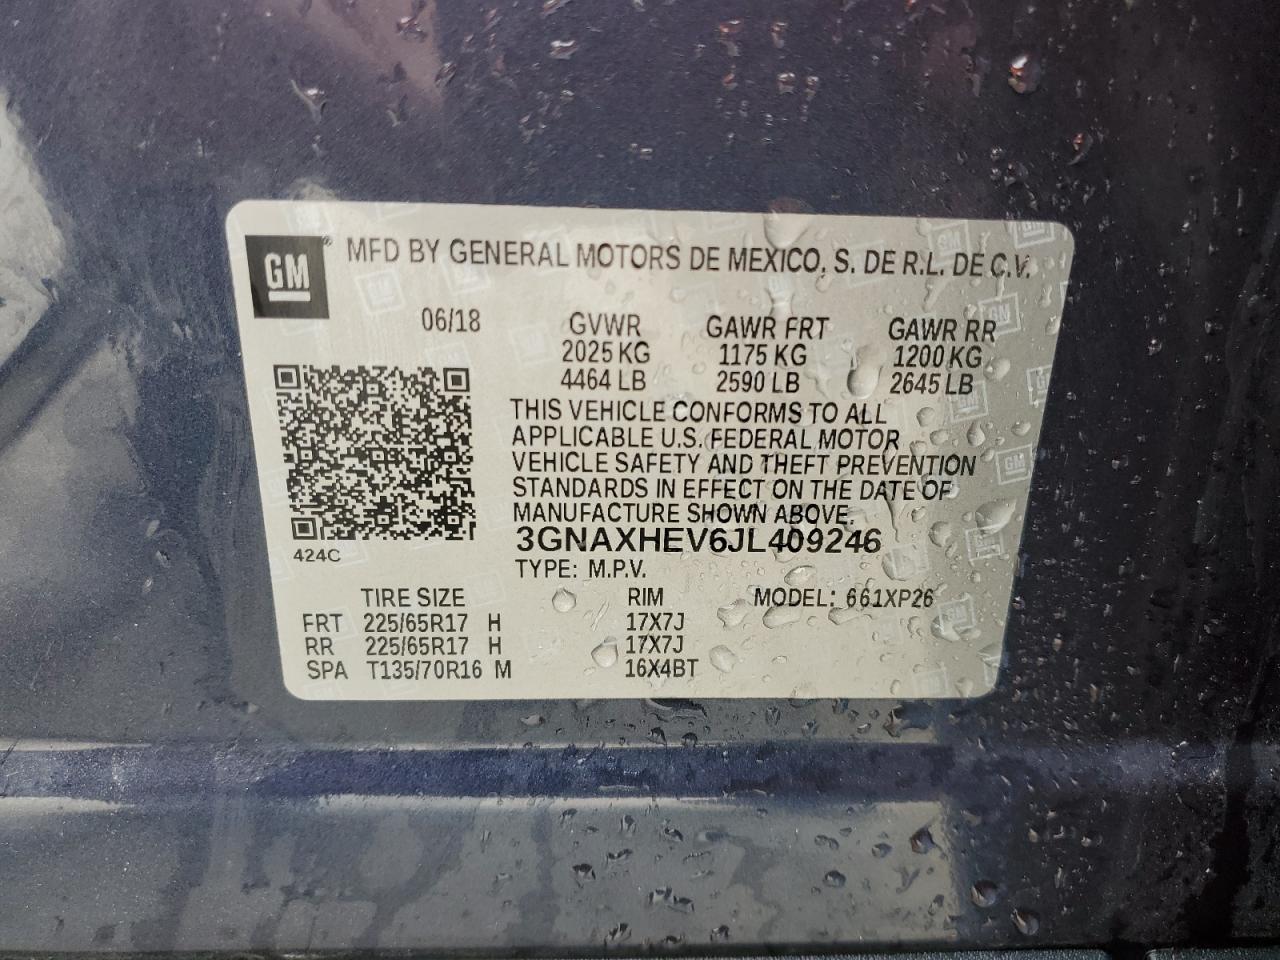 GM
MFD BY GENERAL MOTORS DE MEXICO, S. DE R.L. DE C.V.
06/18 GVWR GAWR FRT GAWR RR
2025 KG 1175 KG 1200 KG
4464 LB 2590 LB 2645 LB
THIS VEHICLE CONFORMS TO ALL
APPLICABLE U.S. FEDERAL MOTOR
VEHICLE SAFETY AND THEFT PREVENTION
STANDARDS IN EFFECT ON THE DATE OF
MANUFACTURE SHOWN ABOVE.
3GNAXHEV6JL409246
424C
TYPE: M.P.V.
TIRE SIZE RIM MODEL: 661XP26
FRT 225/65R17 H 17X7J
RR 225/65R17 H 17X7J
SPA T135/70R16 M 16X4BT